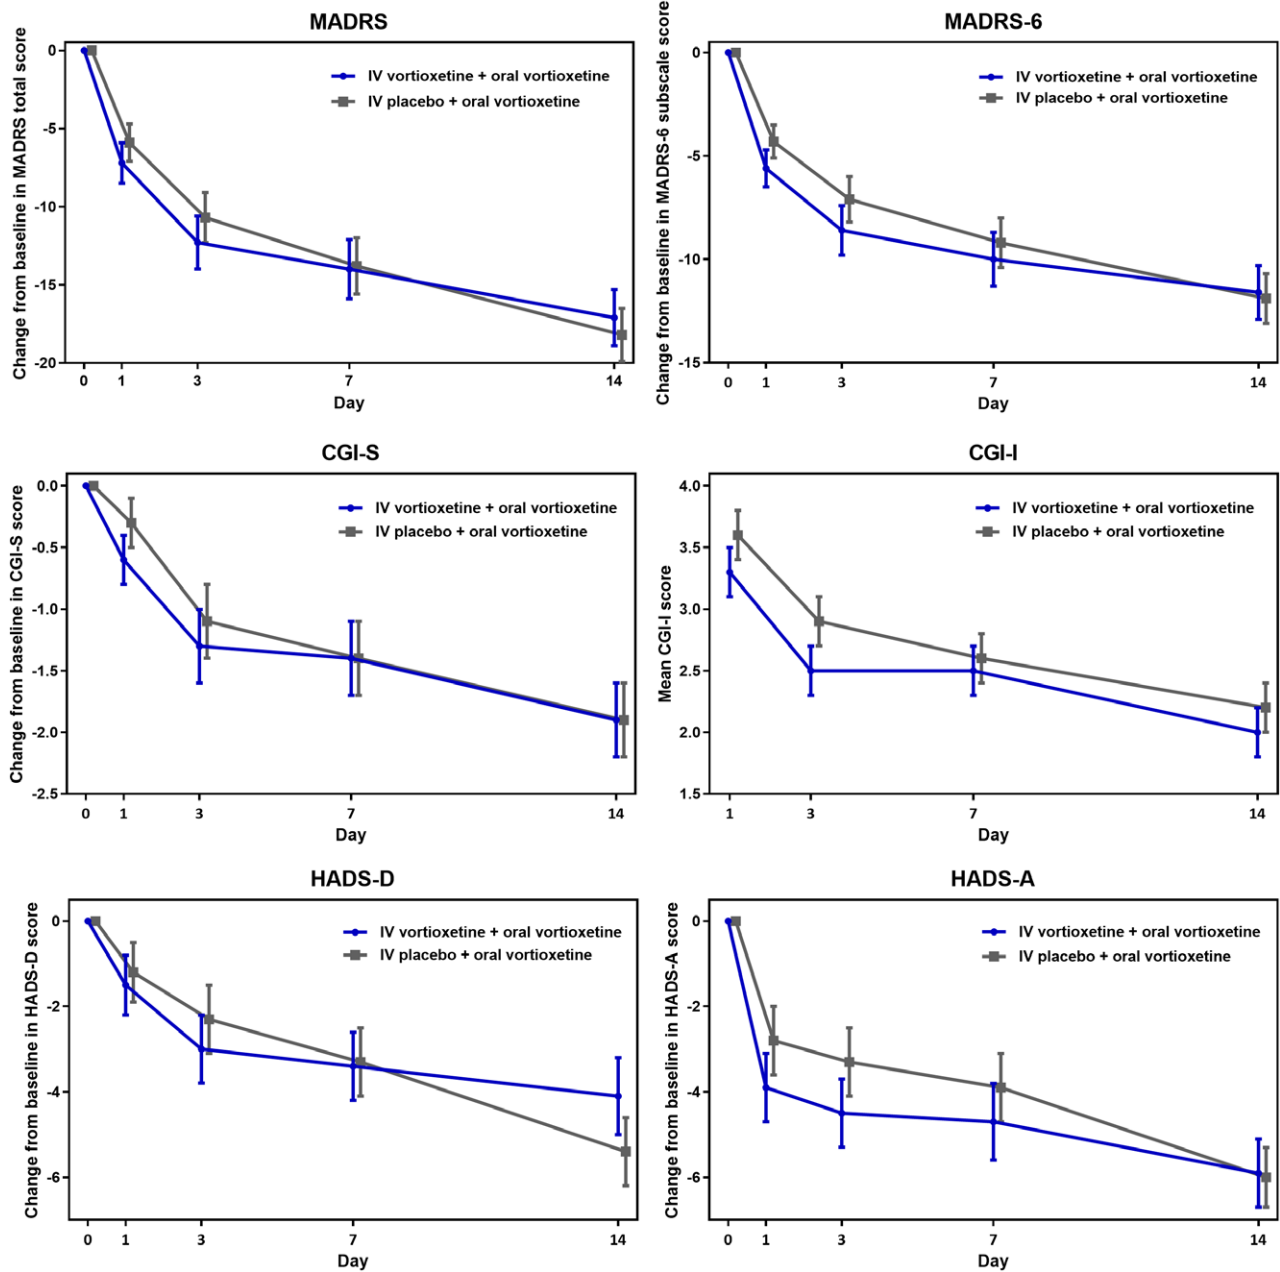 MADRS
Change from baseline in MADRS total score
IV vortioxetine + oral vortioxetine
IV placebo + oral vortioxetine
0
-5
-10
-15
-20
0 1 3 7 14
Day
MADRS-6
Change from baseline in MADRS-6 subscale score
IV vortioxetine + oral vortioxetine
IV placebo + oral vortioxetine
0
-5
-10
-15
0 1 3 7 14
Day
CGI-S
Change from baseline in CGI-S score
IV vortioxetine + oral vortioxetine
IV placebo + oral vortioxetine
0.0
-0.5
-1.0
-1.5
-2.0
-2.5
0 1 3 7 14
Day
CGI-I
Mean CGI-I score
IV vortioxetine + oral vortioxetine
IV placebo + oral vortioxetine
4.0
3.5
3.0
2.5
2.0
1.5
1 3 7 14
Day
HADS-D
Change from baseline in HADS-D score
IV vortioxetine + oral vortioxetine
IV placebo + oral vortioxetine
0
-2
-4
-6
0 1 3 7 14
Day
HADS-A
Change from baseline in HADS-A score
IV vortioxetine + oral vortioxetine
IV placebo + oral vortioxetine
0
-2
-4
-6
0 1 3 7 14
Day